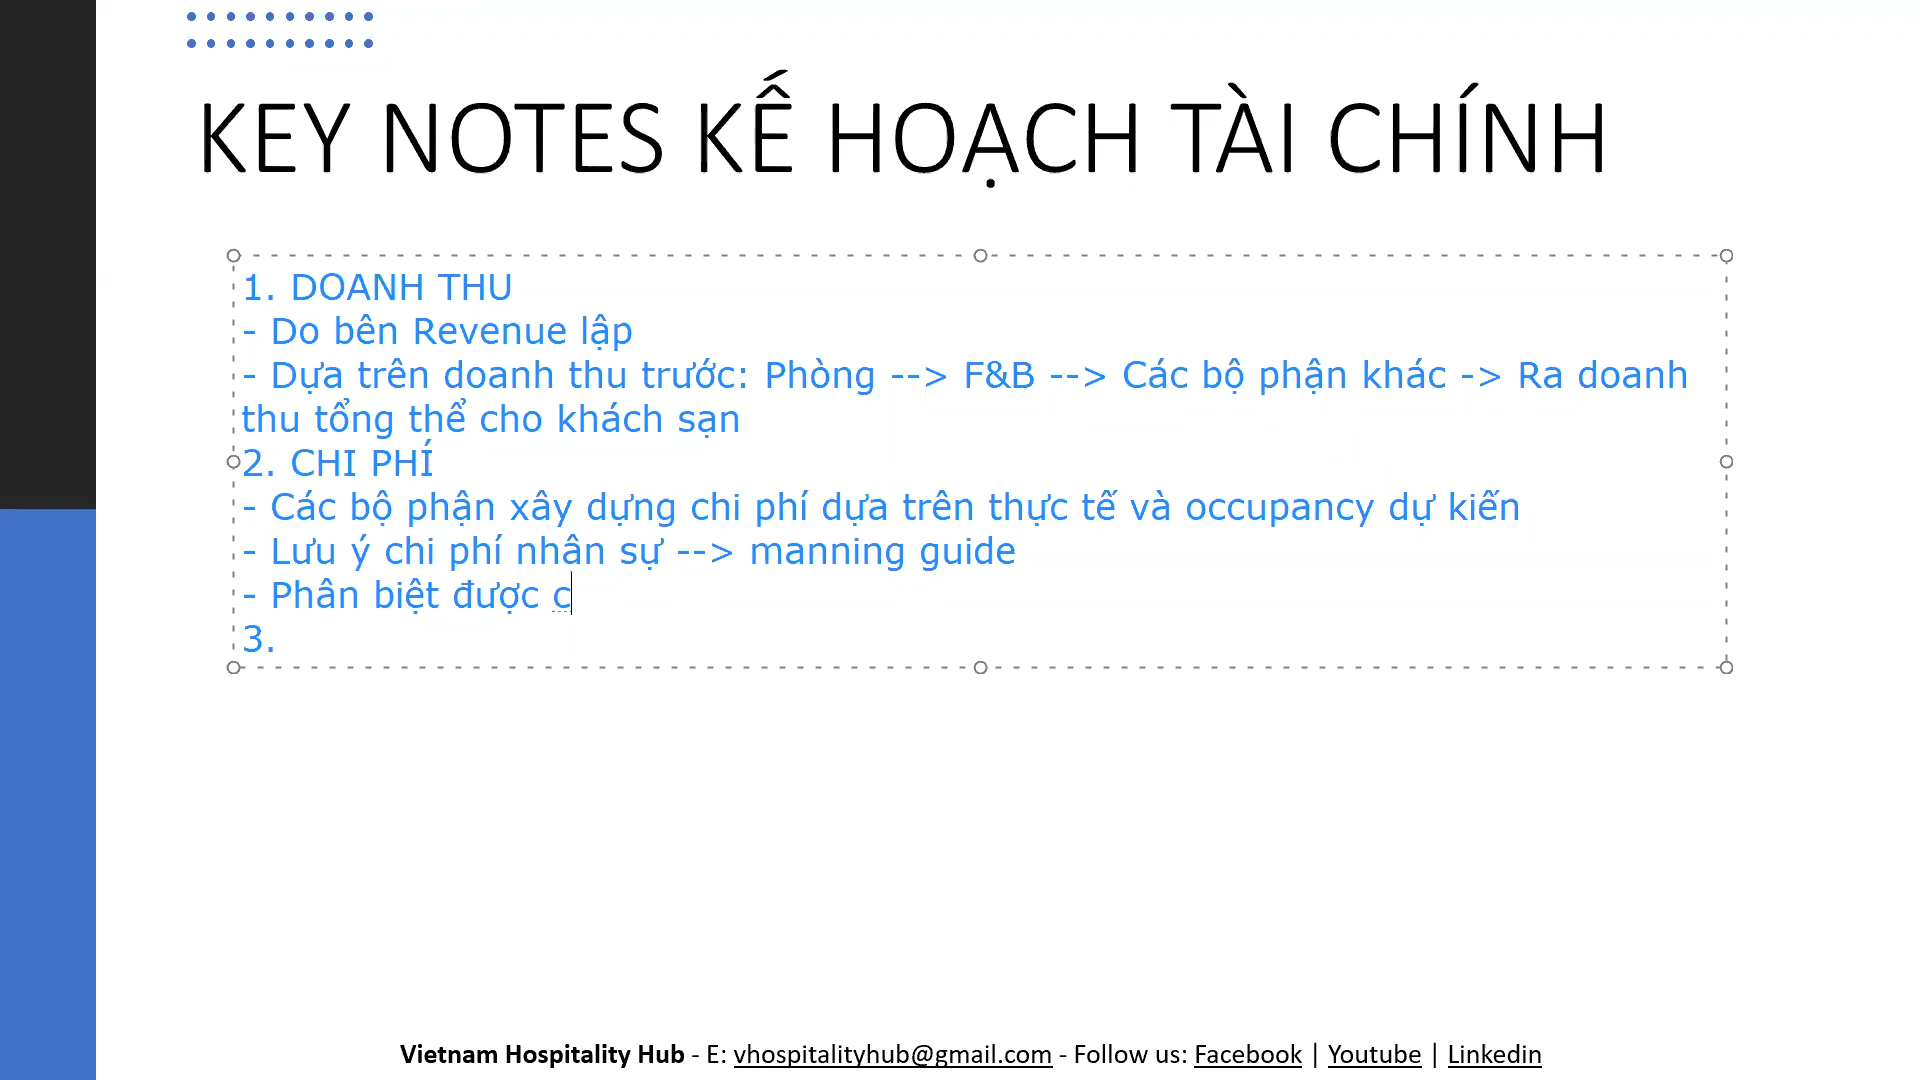 KEY NOTES KẾ HOẠCH TÀI CHÍNH
1. DOANH THU
- Do bên Revenue lập
- Dựa trên doanh thu trước: Phòng --> F&B --> Các bộ phận khác -> Ra doanh
thu tổng thể cho khách sạn
2. CHI PHÍ
- Các bộ phận xây dựng chi phí dựa trên thực tế và occupancy dự kiến
- Lưu ý chi phí nhân sự --> manning guide
- Phân biệt được c
3.
Vietnam Hospitality Hub - E: vhospitalityhub@gmail.com - Follow us: Facebook | Youtube | Linkedin